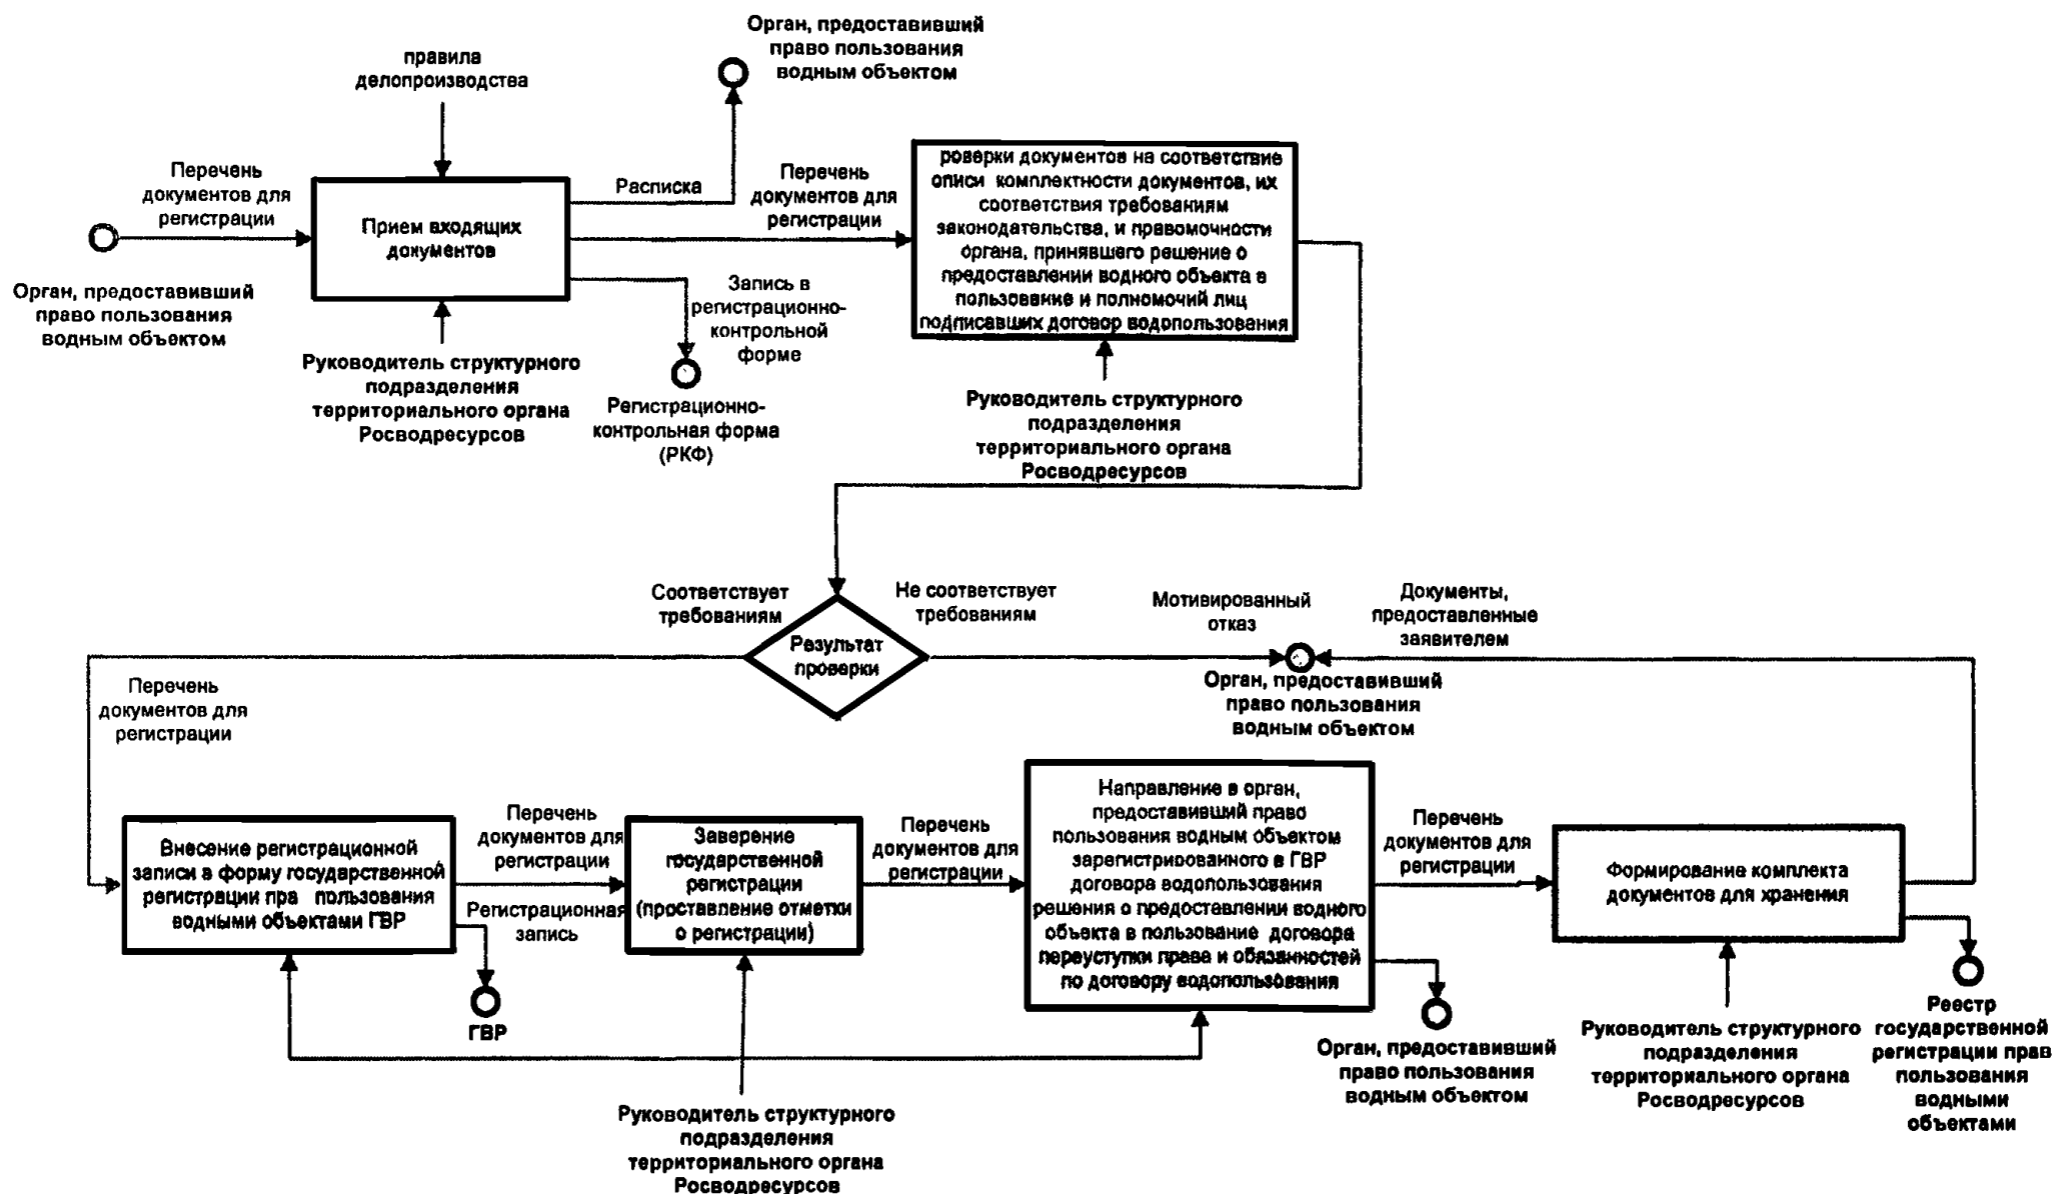 Орган, предоставивший
право пользования
водным объектом
правила
делопроизводства
Перечень
документов для
регистрации
Орган, предоставивший
право пользования
водным объектом
Прием входящих
документов
Расписка
Перечень
документов для
регистрации
роверки документов на соответствие
описи комплектности документов, их
соответствия требованиям
законодательства, и правомочности
органа, принявшего решение о
предоставлении водного объекта в
пользование и полномочий лиц
подписавших договор водопользования
Запись в
регистрационно-
контрольной
форме
Руководитель структурного
подразделения
территориального органа
Росводресурсов
Регистрационно-
контрольная форма
(РКФ)
Руководитель структурного
подразделения
территориального органа
Росводресурсов
Соответствует
требованиям
Не соответствует
требованиям
Результат
проверки
Мотивированный
отказ
Документы,
предоставленные
заявителем
Орган, предоставивший
право пользования
водным объектом
Перечень
документов для
регистрации
Внесение регистрационной
записи в форму государственной
регистрации пра пользования
водными объектами ГВР
Перечень
документов для
регистрации
Регистрационная
запись
ГВР
Заверение
государственной
регистрации
(проставление отметки
о регистрации)
Перечень
документов для
регистрации
Направление в орган,
предоставивший право
пользования водным объектом
зарегистрированного в ГВР
договора водопользования
решения о предоставлении водного
объекта в пользование договора
переуступки права и обязанностей
по договору водопользования
Перечень
документов для
регистрации
Формирование комплекта
документов для хранения
Орган, предоставивший
право пользования
водным объектом
Руководитель структурного
подразделения
территориального органа
Росводресурсов
Реестр
государственной
регистрации прав
пользования
водными
объектами
Руководитель структурного
подразделения
территориального органа
Росводресурсов